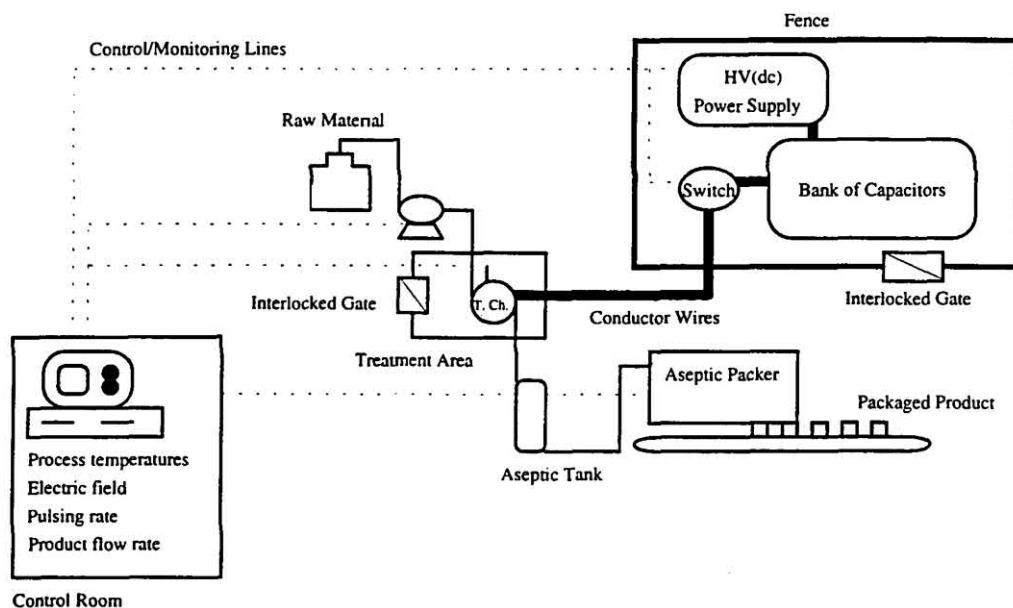 Fence
Control/Monitoring Lines
HV(dc)
Power Supply
Raw Material
Switch
Bank of Capacitors
Interlocked Gate
T. Ch.
Interlocked Gate
Conductor Wires
Treatment Area
Aseptic Packer
Packaged Product
Process temperatures
Aseptic Tank
Electric field
Pulsing rate
Product flow rate
Control Room